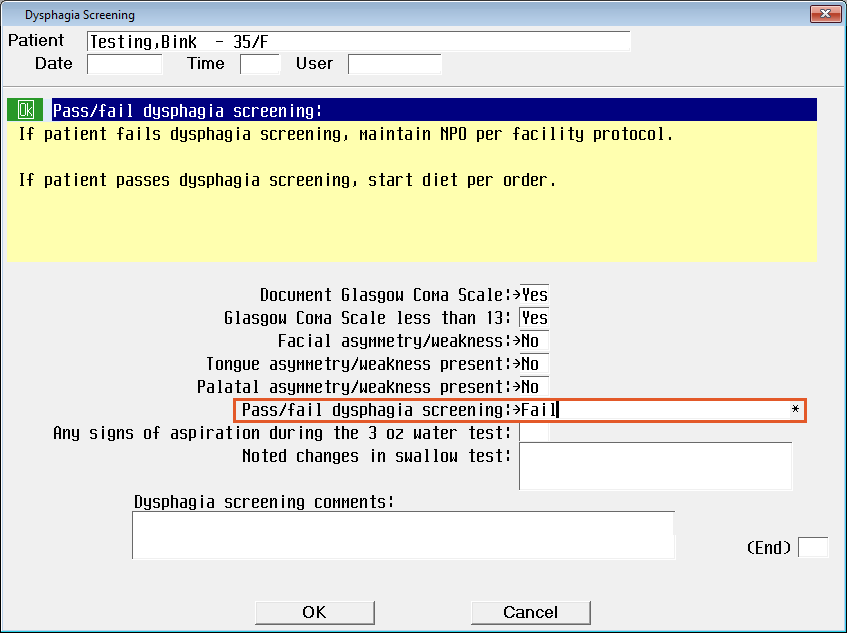 Dysphagia Screening
Patient Testing,Bink - 35/F
Date Time User
Ok Pass/fail dysphagia screening:
If patient fails dysphagia screening, maintain NPO per facility protocol.
If patient passes dysphagia screening, start diet per order.
Document Glasgow Coma Scale:→Yes
Glasgow Coma Scale less than 13: Yes
Facial asymmetry/weakness:→No
Tongue asymmetry/weakness present:→No
Palatal asymmetry/weakness present:→No
Pass/fail dysphagia screening:→Fail *
Any signs of aspiration during the 3 oz water test:
Noted changes in swallow test:
Dysphagia screening comments:
(End)
OK Cancel